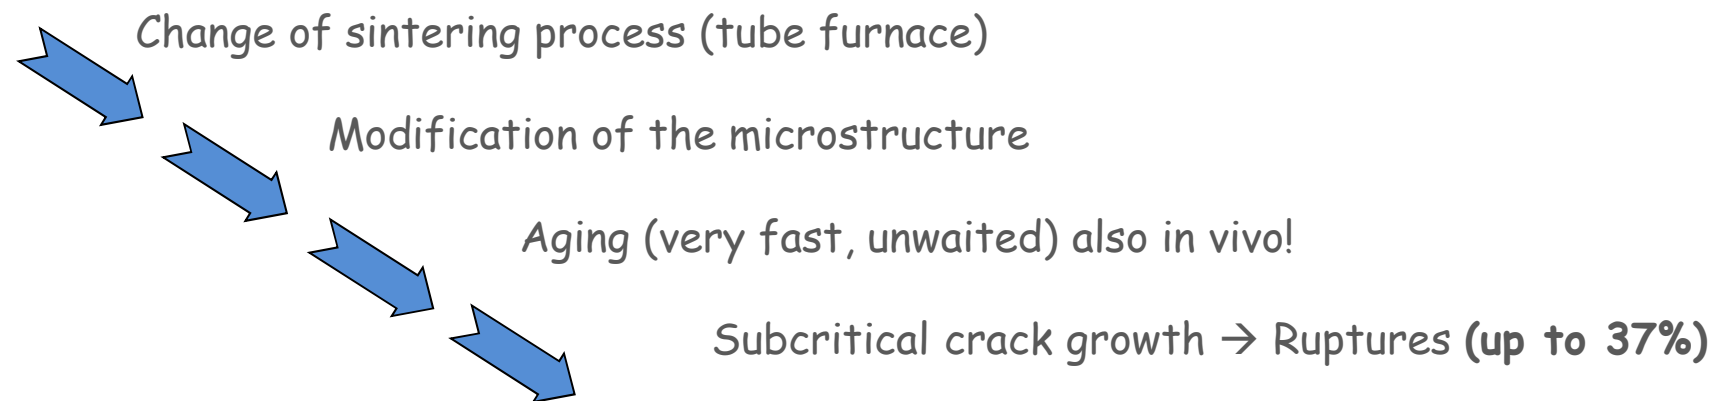 Change of sintering process (tube furnace)
Modification of the microstructure
Aging (very fast, unwaited) also in vivo!
Subcritical crack growth → Ruptures (up to 37%)